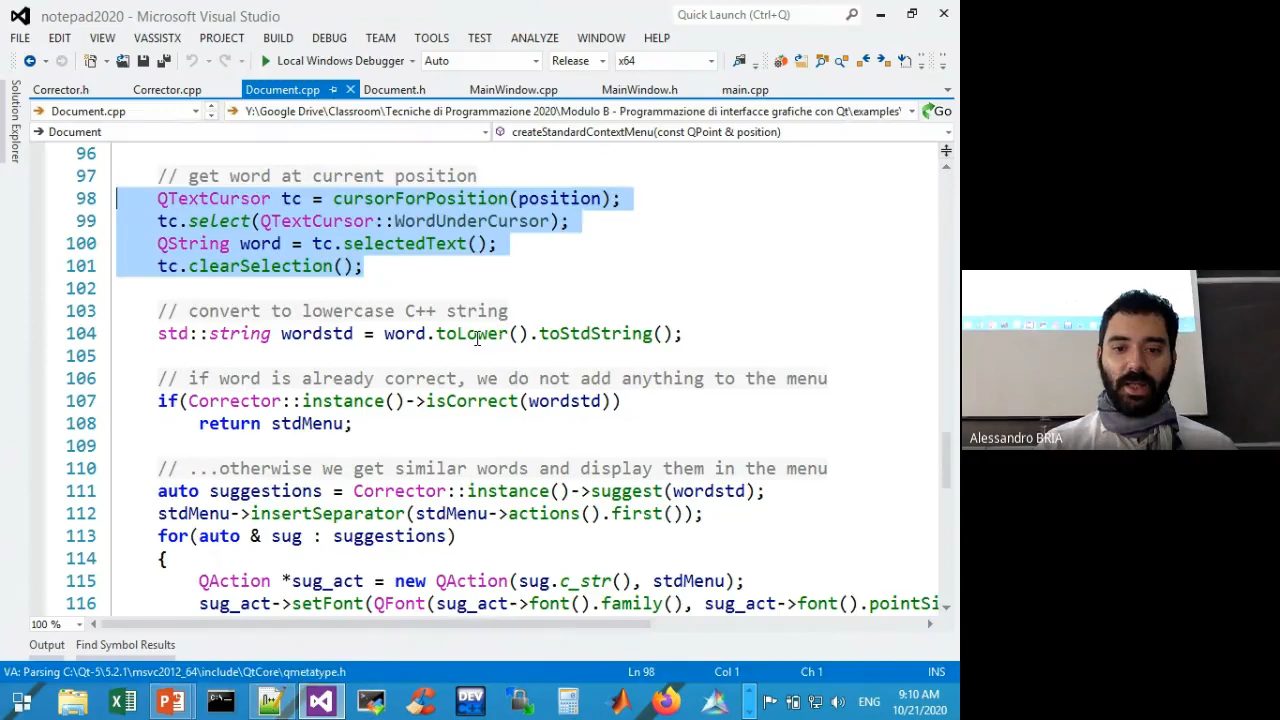 notepad2020 - Microsoft Visual Studio
Quick Launch (Ctrl+Q)
FILE EDIT VIEW VASSISTX PROJECT BUILD DEBUG TEAM TOOLS TEST ANALYZE WINDOW HELP
Local Windows Debugger Auto Release x64
Solution Explorer
Corrector.h Corrector.cpp Document.cpp Document.h MainWindow.cpp MainWindow.h main.cpp
Document.cpp Y:\Google Drive\Classroom\Tecniche di Programmazione 2020\Modulo B - Programmazione di interfacce grafiche con Qt\examples\ Go
Document createStandardContextMenu(const QPoint & position)
96
97 // get word at current position
98 QTextCursor tc = cursorForPosition(position);
99 tc.select(QTextCursor::WordUnderCursor);
100 QString word = tc.selectedText();
101 tc.clearSelection();
102
103 // convert to lowercase C++ string
104 std::string wordstd = word.toLower().toStdString();
105
106 // if word is already correct, we do not add anything to the menu
107 if(Corrector::instance()->isCorrect(wordstd))
108 return stdMenu;
109
110 // ...otherwise we get similar words and display them in the menu
111 auto suggestions = Corrector::instance()->suggest(wordstd);
112 stdMenu->insertSeparator(stdMenu->actions().first());
113 for(auto & sug : suggestions)
114 {
115 QAction *sug_act = new QAction(sug.c_str(), stdMenu);
116 sug_act->setFont(QFont(sug_act->font().family(), sug_act->font().pointSi
100 %
Output Find Symbol Results
VA: Parsing C:\Qt-5\5.2.1\msvc2012_64\include\QtCore\qmetatype.h Ln 98 Col 1 Ch 1 INS
DEV
ENG
9:10 AM
10/21/2020
Alessandro BRIA